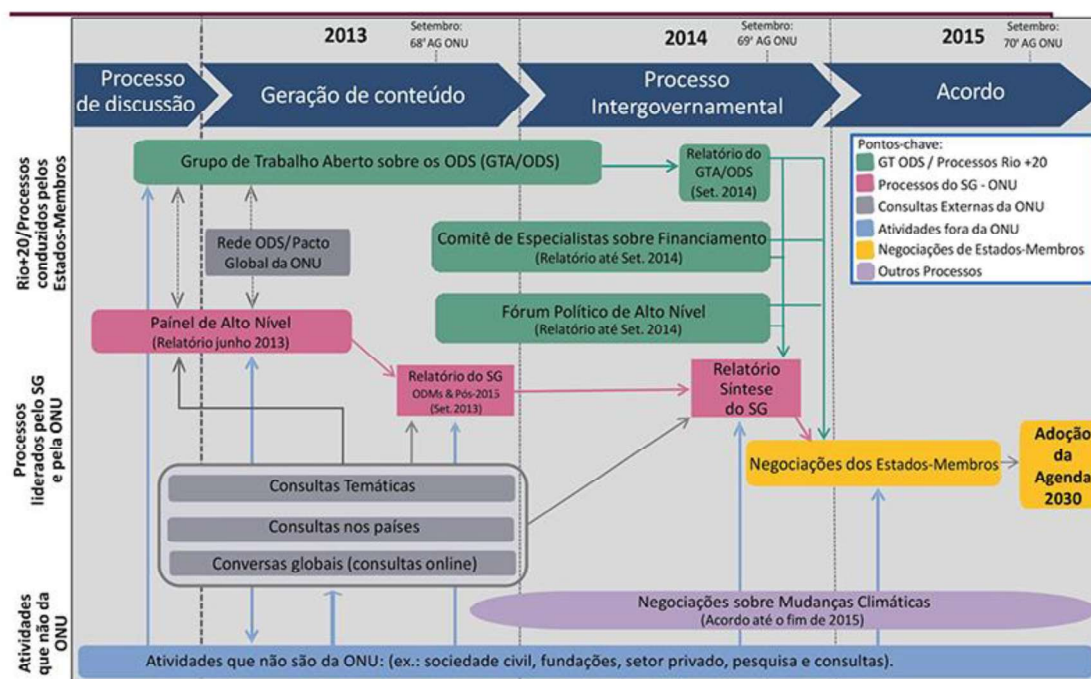 2013
Setembro:
68ª AG ONU
2014
Setembro:
69ª AG ONU
2015
Setembro:
70ª AG ONU
Processo
de discussão
Geração de conteúdo
Processo
Intergovernamental
Acordo
Rio+20/Processos
conduzidos pelos
Estados-Membro
Grupo de Trabalho Aberto sobre os ODS (GTA/ODS)
Relatório do
GTA/ODS
(Set. 2014)
Pontos-chave:
GT ODS / Processos Rio +20
Processos do SG - ONU
Consultas Externas da ONU
Atividades fora da ONU
Negociações de Estados-Membros
Outros Processos
Rede ODS/Pacto
Global da ONU
Comitê de Especialistas sobre Financiamento
(Relatório até Set. 2014)
Fórum Político de Alto Nível
(Relatório até Set. 2014)
Paínel de Alto Nível
(Relatório junho 2013)
Processos
liderados pelo SG
e pela ONU
Relatório do SG
ODMs & Pós-2015
(Set. 2013)
Relatório
Síntese
do SG
Negociações dos Estados-Membros
Adoção
da
Agenda
2030
Consultas Temáticas
Consultas nos países
Conversas globais (consultas online)
Atividades
que não da
ONU
Negociações sobre Mudanças Climáticas
(Acordo até o fim de 2015)
Atividades que não são da ONU: (ex.: sociedade civil, fundações, setor privado, pesquisa e consultas).